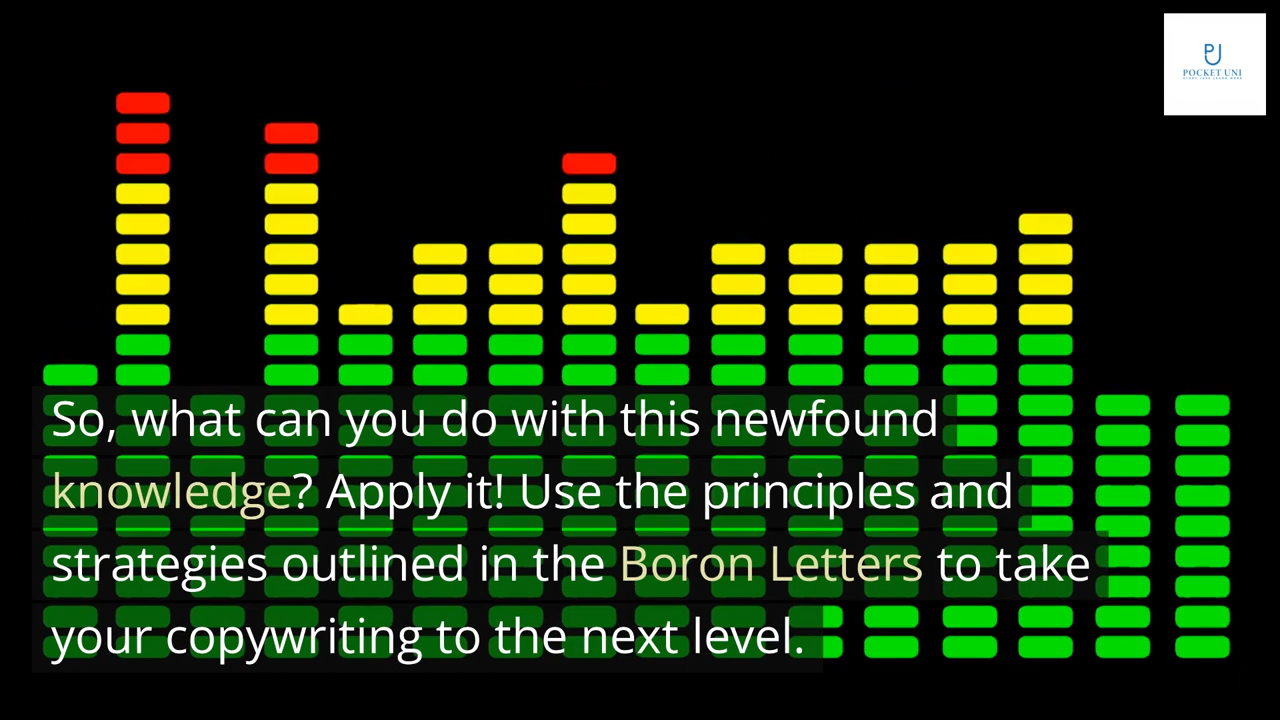 POCKET UNI
So, what can you do with this newfound
knowledge? Apply it! Use the principles and
strategies outlined in the Boron Letters to take
your copywriting to the next level.